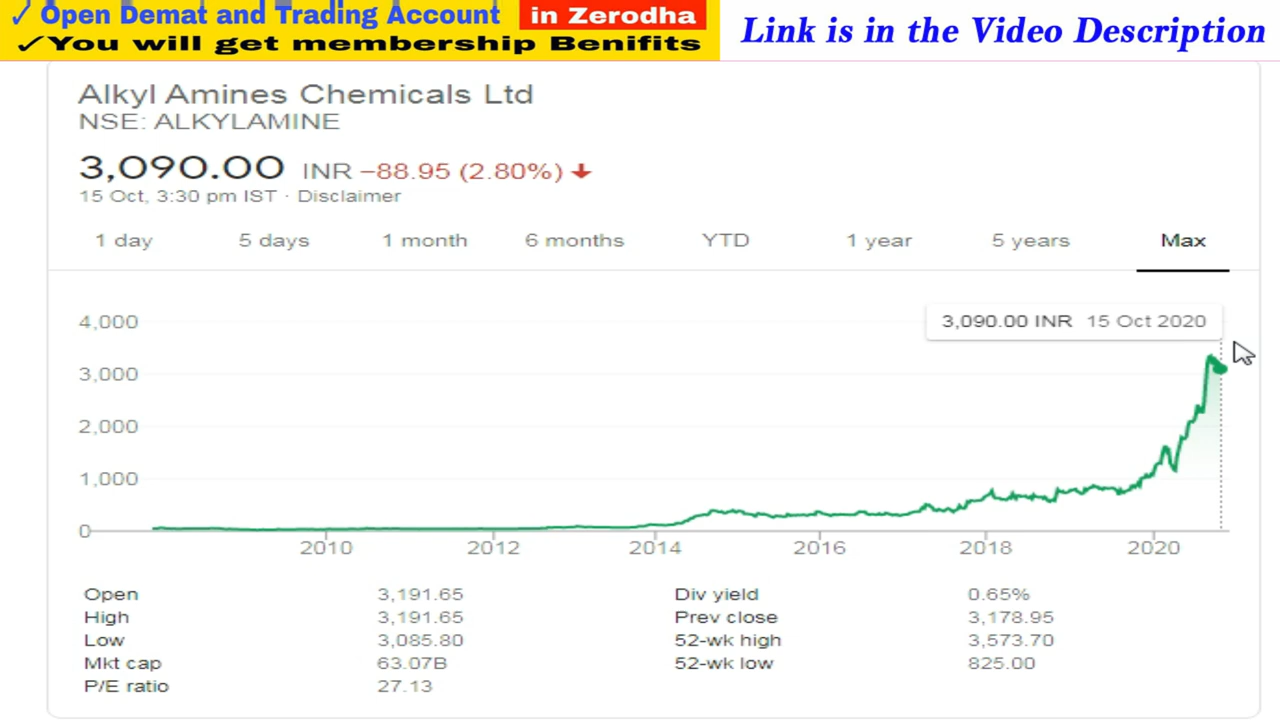 ✓ Open Demat and Trading Account in Zerodha
✓You will get membership Benifits
Link is in the Video Description
Alkyl Amines Chemicals Ltd
NSE: ALKYLAMINE
3,090.00 INR −88.95 (2.80%) ↓
15 Oct, 3:30 pm IST · Disclaimer
1 day 5 days 1 month 6 months YTD 1 year 5 years Max
3,090.00 INR 15 Oct 2020
4,000
3,000
2,000
1,000
0
2010 2012 2014 2016 2018 2020
Open 3,191.65 Div yield 0.65%
High 3,191.65 Prev close 3,178.95
Low 3,085.80 52-wk high 3,573.70
Mkt cap 63.07B 52-wk low 825.00
P/E ratio 27.13